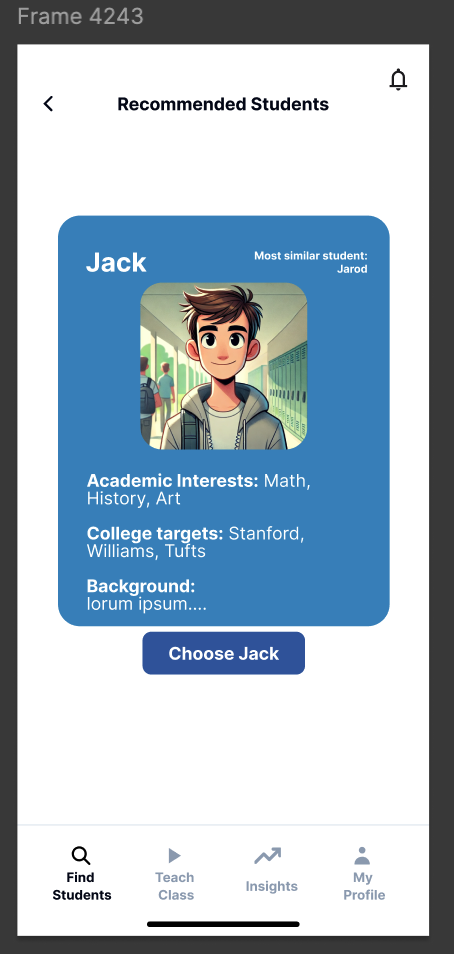 Frame 4243
Recommended Students
Jack
Most similar student:
Jarod
Academic Interests: Math,
History, Art
College targets: Stanford,
Williams, Tufts
Background:
lorum ipsum....
Choose Jack
Find
Students
Teach
Class
Insights
My
Profile